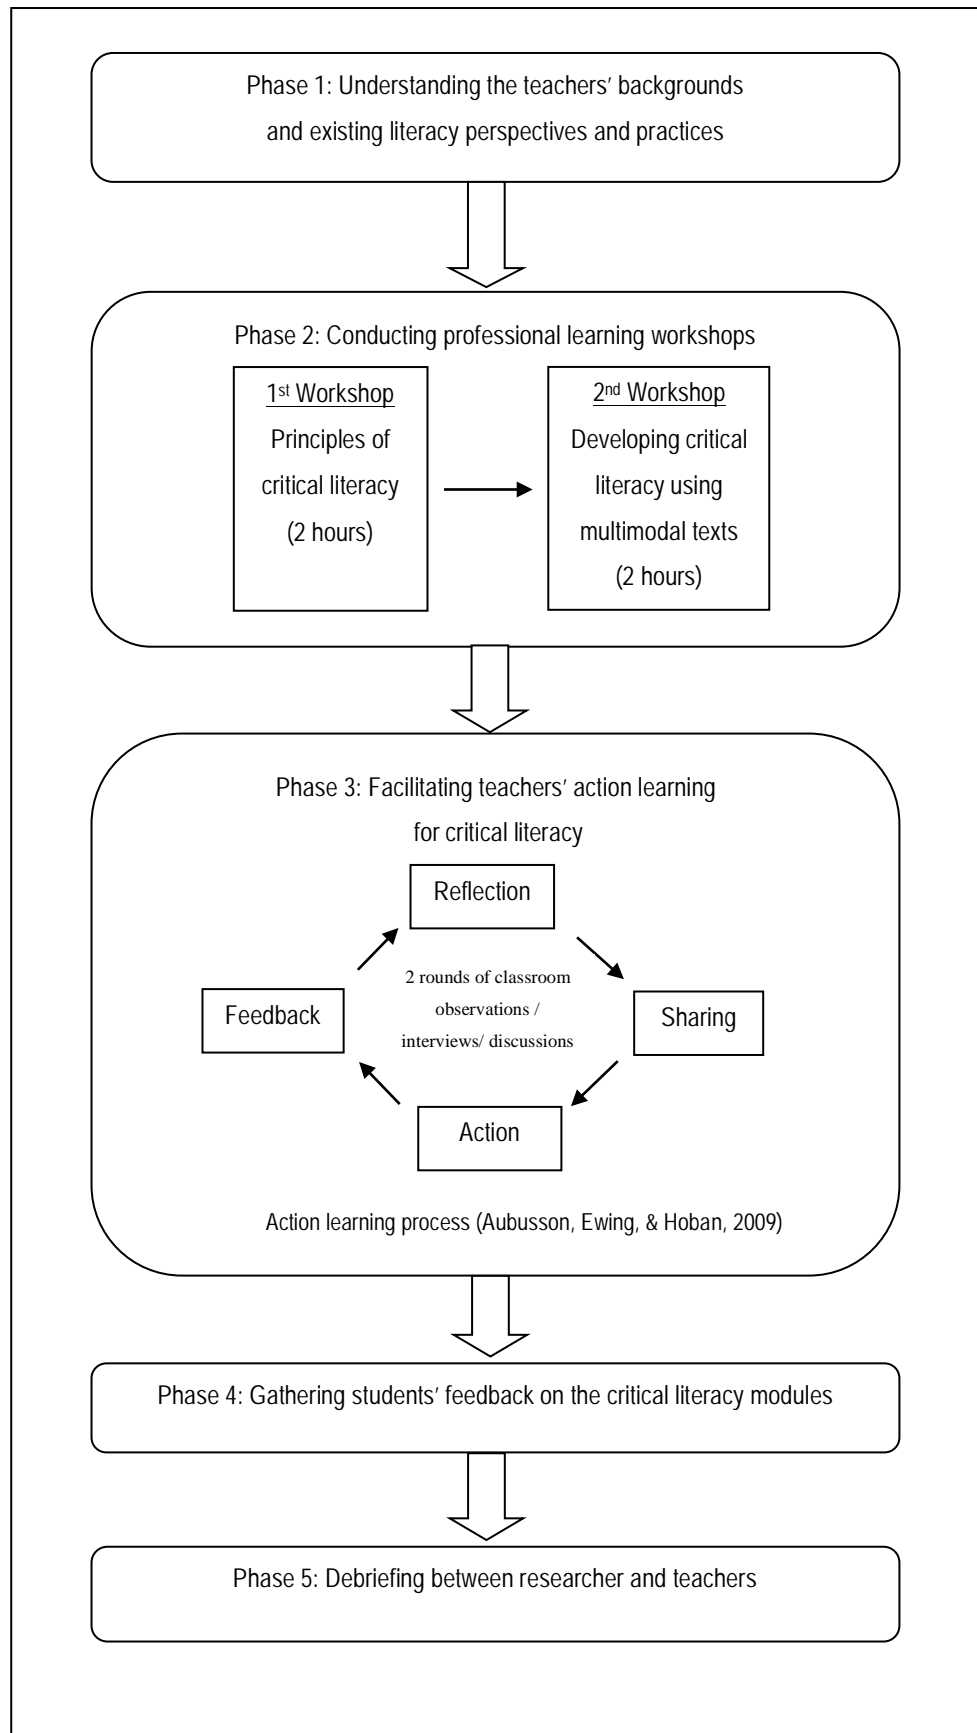 Phase 1: Understanding the teachers’ backgrounds
and existing literacy perspectives and practices
Phase 2: Conducting professional learning workshops
1st Workshop
Principles of
critical literacy
(2 hours)
2nd Workshop
Developing critical
literacy using
multimodal texts
(2 hours)
Phase 3: Facilitating teachers’ action learning
for critical literacy
Reflection
2 rounds of classroom
observations /
interviews/ discussions
Feedback
Sharing
Action
Action learning process (Aubusson, Ewing, & Hoban, 2009)
Phase 4: Gathering students’ feedback on the critical literacy modules
Phase 5: Debriefing between researcher and teachers